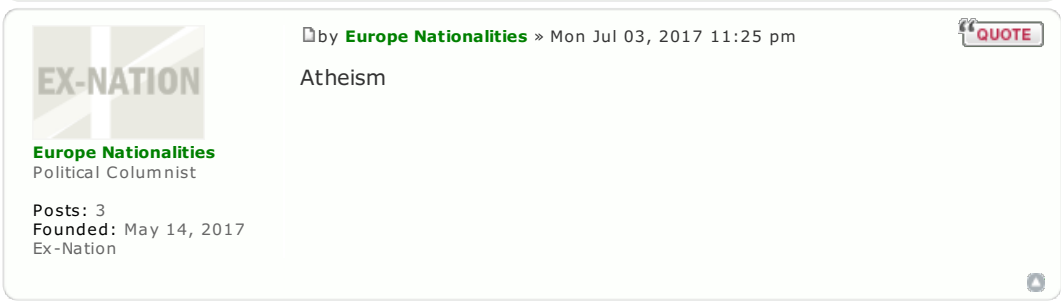 EX-NATION
Europe Nationalities
Political Columnist
Posts: 3
Founded: May 14, 2017
Ex-Nation
by Europe Nationalities » Mon Jul 03, 2017 11:25 pm
Atheism
“QUOTE